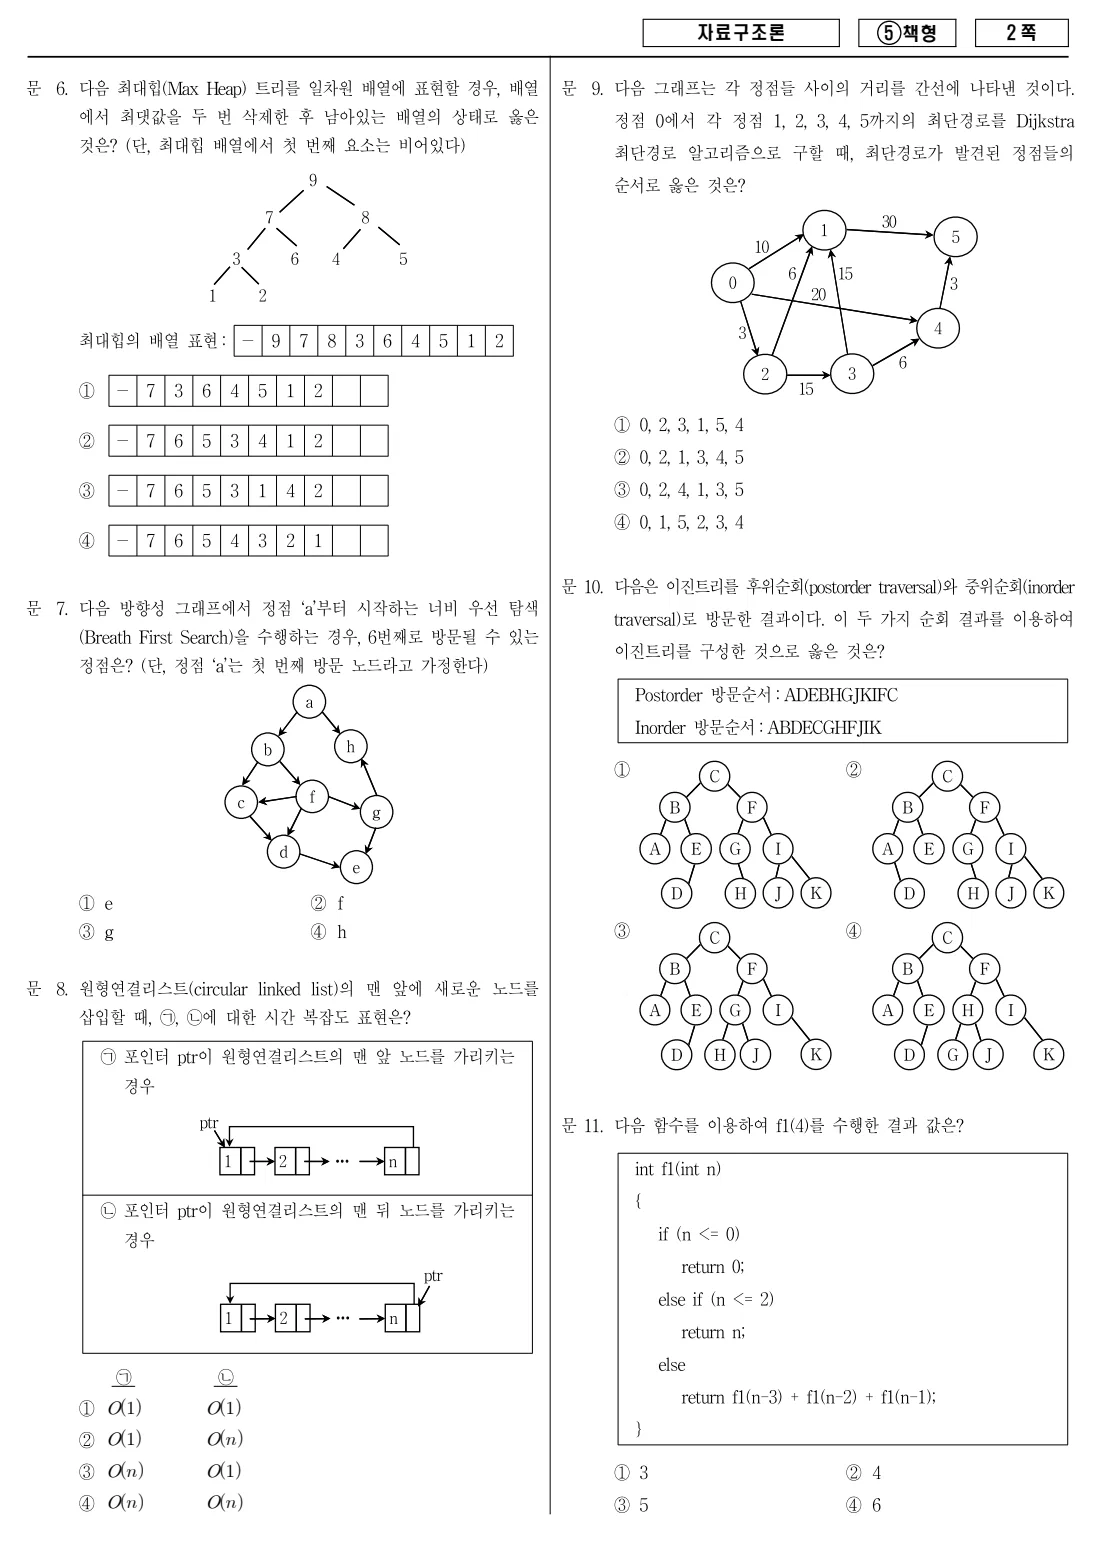 자료구조론
⑤책형
2쪽
문 6. 다음 최대힙(Max Heap) 트리를 일차원 배열에 표현할 경우, 배열
에서 최댓값을 두 번 삭제한 후 남아있는 배열의 상태로 옳은
것은? (단, 최대힙 배열에서 첫 번째 요소는 비어있다)
9
7 8
3 6 4 5
1 2
최대힙의 배열 표현: - 9 7 8 3 6 4 5 1 2
① - 7 3 6 4 5 1 2
② - 7 6 5 3 4 1 2
③ - 7 6 5 3 1 4 2
④ - 7 6 5 4 3 2 1
문 7. 다음 방향성 그래프에서 정점 ‘a’부터 시작하는 너비 우선 탐색
(Breath First Search)을 수행하는 경우, 6번째로 방문될 수 있는
정점은? (단, 정점 ‘a’는 첫 번째 방문 노드라고 가정한다)
a
b h
c f g
d e
① e ② f
③ g ④ h
문 8. 원형연결리스트(circular linked list)의 맨 앞에 새로운 노드를
삽입할 때, ㉠, ㉡에 대한 시간 복잡도 표현은?
㉠ 포인터 ptr이 원형연결리스트의 맨 앞 노드를 가리키는
경우
ptr
1 2 ··· n
㉡ 포인터 ptr이 원형연결리스트의 맨 뒤 노드를 가리키는
경우
ptr
1 2 ··· n
㉠ ㉡
① O(1) O(1)
② O(1) O(n)
③ O(n) O(1)
④ O(n) O(n)
문 9. 다음 그래프는 각 정점들 사이의 거리를 간선에 나타낸 것이다.
정점 0에서 각 정점 1, 2, 3, 4, 5까지의 최단경로를 Dijkstra
최단경로 알고리즘으로 구할 때, 최단경로가 발견된 정점들의
순서로 옳은 것은?
1 30 5
10
0 6 15 20 3
3 4
2 15 3 6
① 0, 2, 3, 1, 5, 4
② 0, 2, 1, 3, 4, 5
③ 0, 2, 4, 1, 3, 5
④ 0, 1, 5, 2, 3, 4
문 10. 다음은 이진트리를 후위순회(postorder traversal)와 중위순회(inorder
traversal)로 방문한 결과이다. 이 두 가지 순회 결과를 이용하여
이진트리를 구성한 것으로 옳은 것은?
Postorder 방문순서 : ADEBHGJKIFC
Inorder 방문순서 : ABDECGHFJIK
① C ② C
B F B F
A E G I A E G I
D H J K D H J K
③ C ④ C
B F B F
A E G I A E H I
D H J K D G J K
문 11. 다음 함수를 이용하여 f1(4)를 수행한 결과 값은?
int f1(int n)
{
if (n <= 0)
return 0;
else if (n <= 2)
return n;
else
return f1(n-3) + f1(n-2) + f1(n-1);
}
① 3 ② 4
③ 5 ④ 6